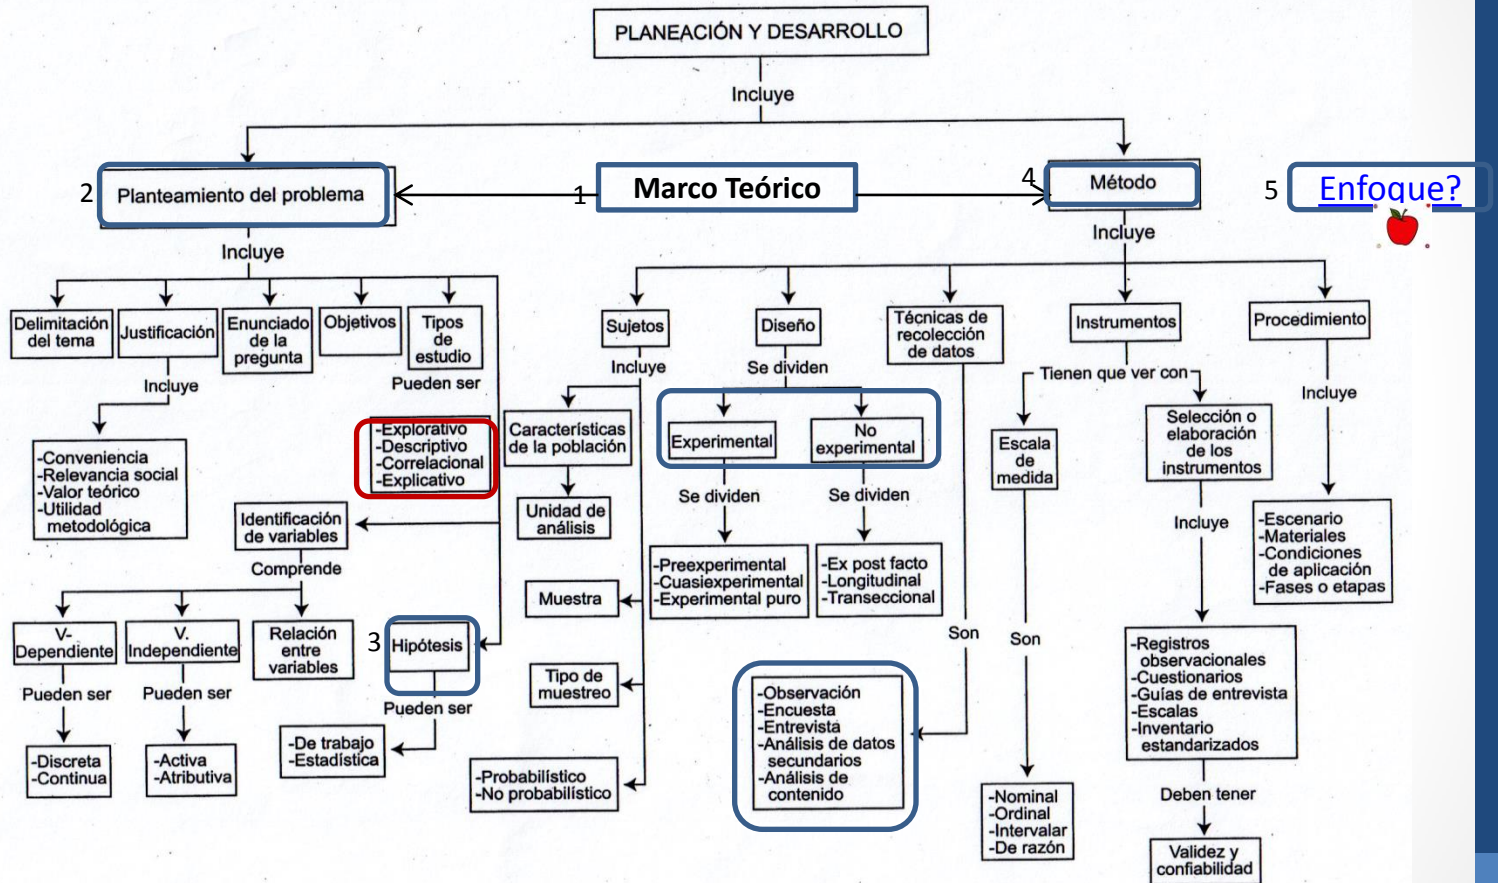 PLANEACIÓN Y DESARROLLO
Incluye
2
Planteamiento del problema
1
Marco Teórico
4
Método
5
Enfoque?
Incluye
Incluye
Delimitación
del tema
Justificación
Enunciado
de la
pregunta
Objetivos
Tipos
de
estudio
Sujetos
Diseño
Técnicas de
recolección
de datos
Instrumentos
Procedimiento
Incluye
-Conveniencia
-Relevancia social
-Valor teórico
-Utilidad
metodológica
Pueden ser
-Explorativo
-Descriptivo
-Correlacional
-Explicativo
Identificación
de variables
Comprende
V-
Dependiente
V.
Independiente
Relación
entre
variables
3
Hipótesis
Pueden ser
-Discreta
-Continua
Pueden ser
-Activa
-Atributiva
Pueden ser
-De trabajo
-Estadística
Incluye
Características
de la población
Unidad de
análisis
Muestra
Tipo de
muestreo
-Probabilístico
-No probabilístico
Se dividen
Experimental
No
experimental
Se dividen
Se dividen
-Preexperimental
-Cuasiexperimental
-Experimental puro
-Ex post facto
-Longitudinal
-Transeccional
Son
-Observación
-Encuesta
-Entrevista
-Análisis de datos
secundarios
-Análisis de
contenido
Tienen que ver con
Escala
de
medida
Son
-Nominal
-Ordinal
-Intervalar
-De razón
Selección o
elaboración
de los
instrumentos
Incluye
-Registros
observacionales
-Cuestionarios
-Guías de entrevista
-Escalas
-Inventario
estandarizados
Deben tener
Validez y
confiabilidad
Incluye
-Escenario
-Materiales
-Condiciones
de aplicación
-Fases o etapas